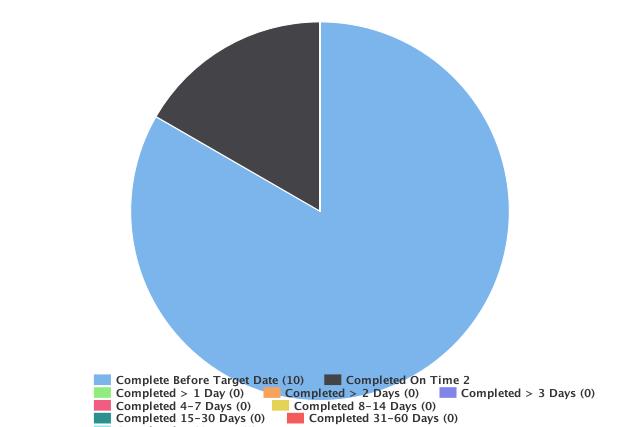 Complete Before Target Date (10) Completed On Time 2
Completed > 1 Day (0) Completed > 2 Days (0) Completed > 3 Days (0)
Completed 4-7 Days (0) Completed 8-14 Days (0)
Completed 15-30 Days (0) Completed 31-60 Days (0)